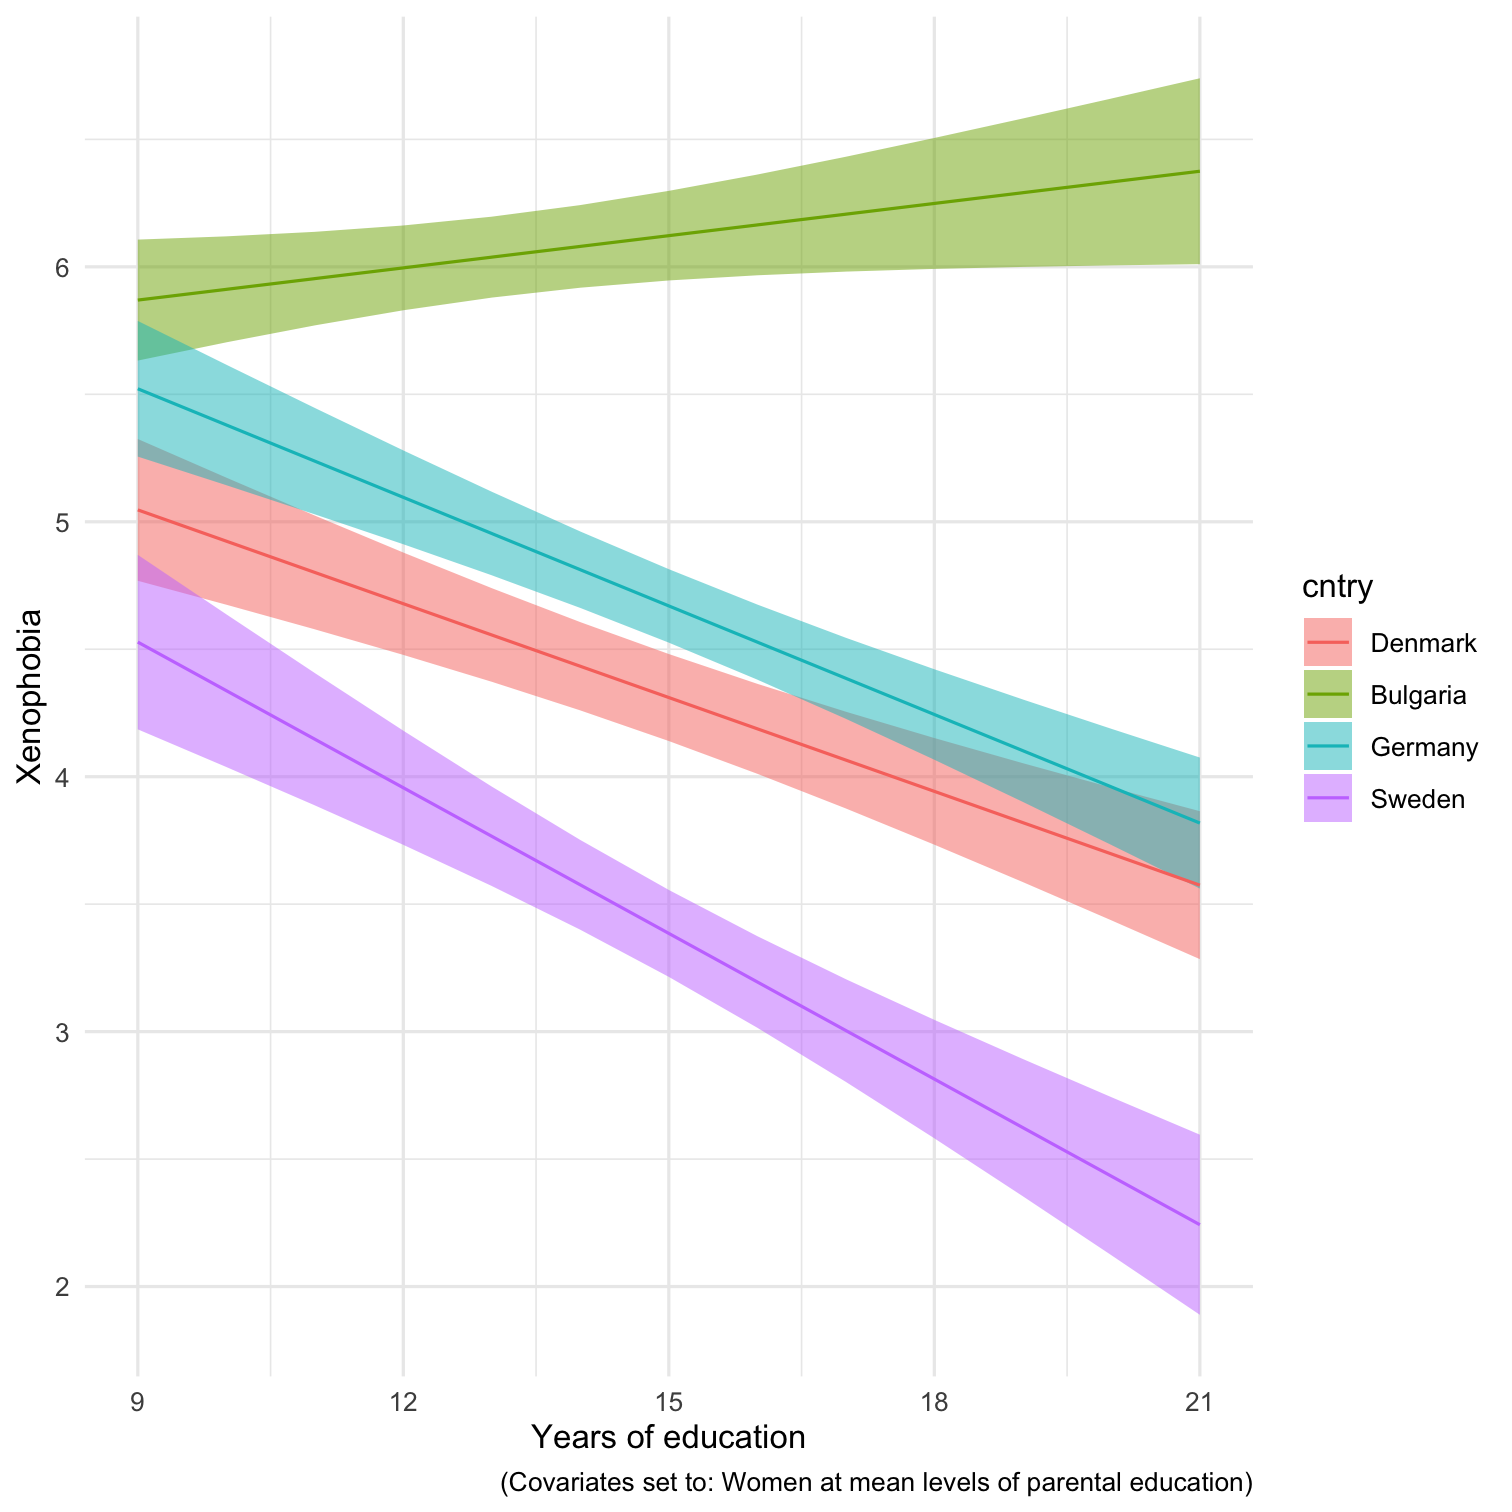 Xenophobia
6
5
4
3
2
9 12 15 18 21
Years of education
(Covariates set to: Women at mean levels of parental education)
cntry
Denmark
Bulgaria
Germany
Sweden